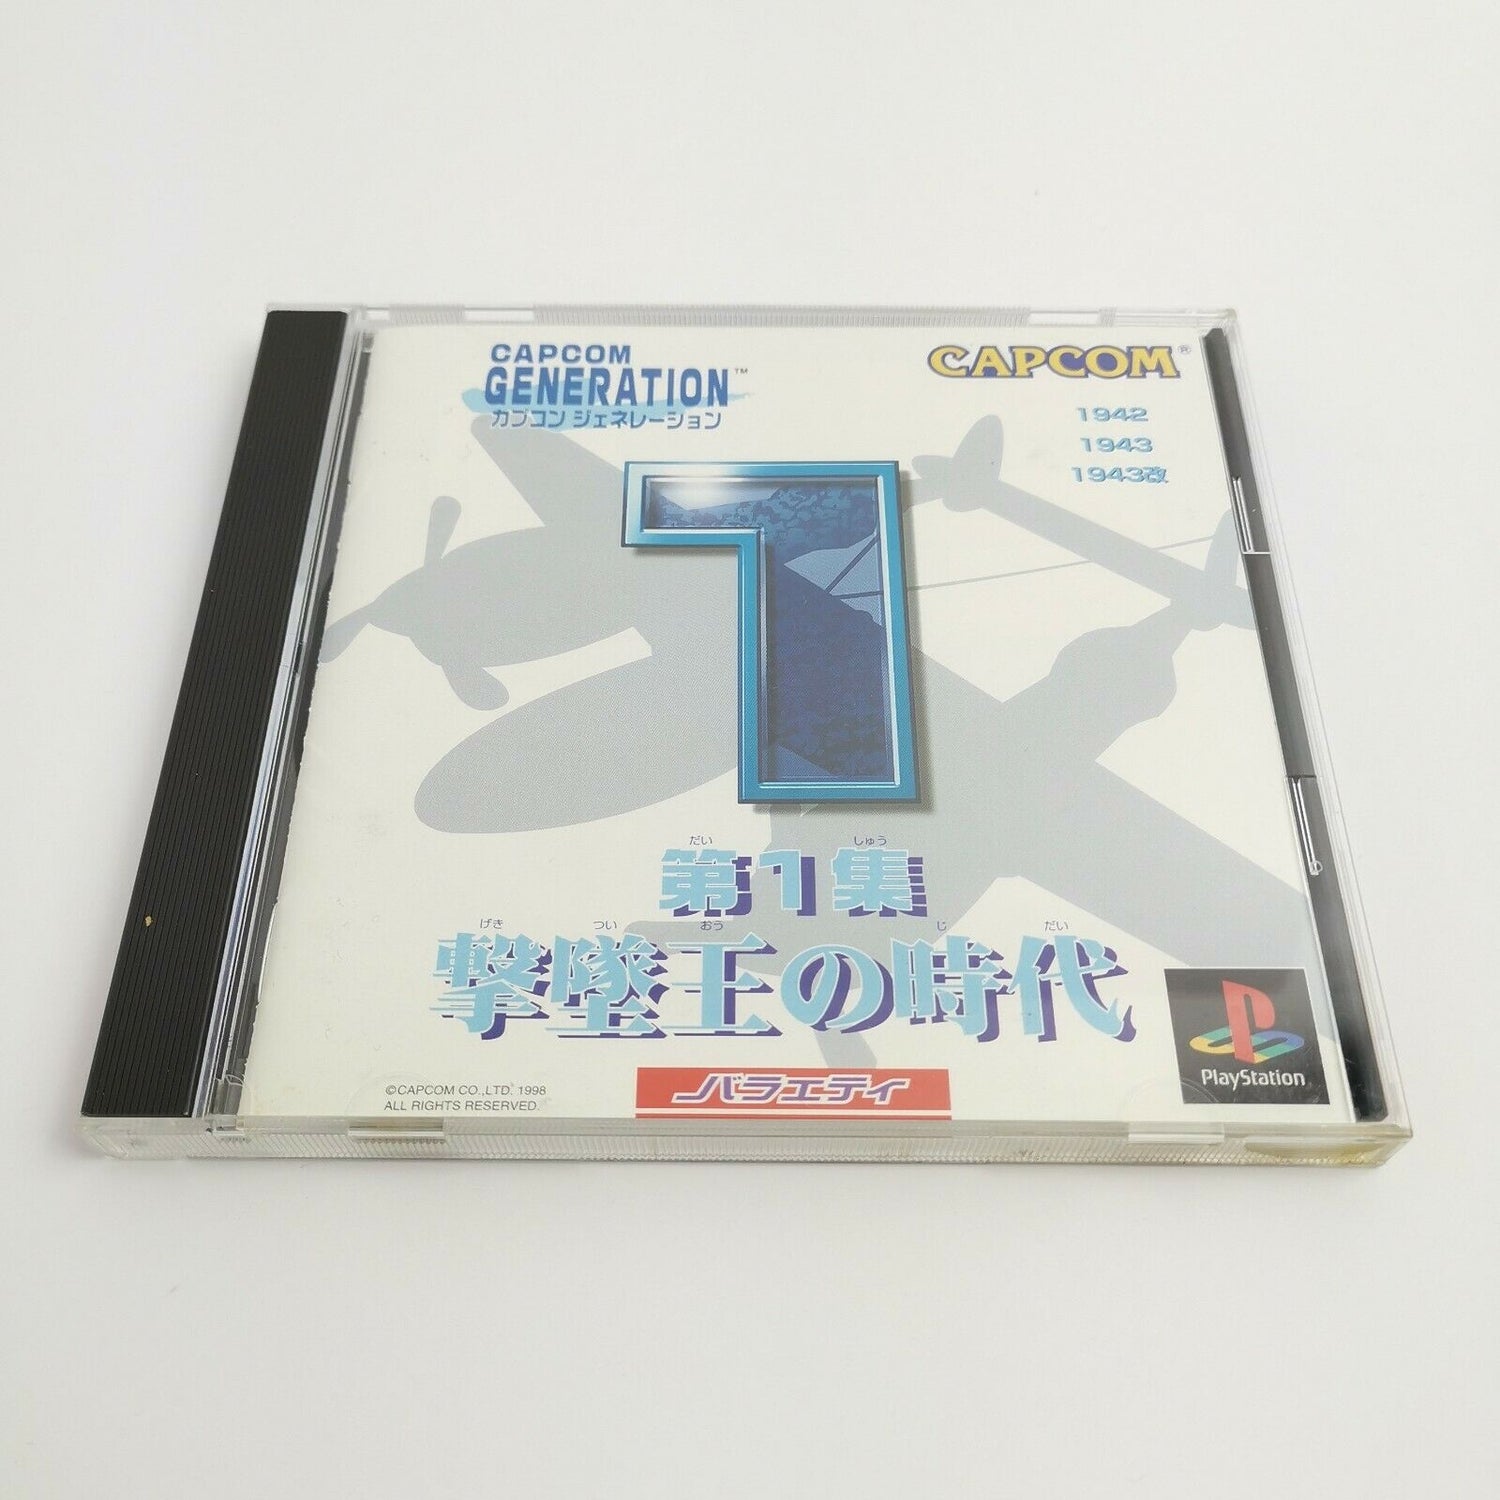 CAPCOM
GENERATION™
カプコン ジェネレーション
CAPCOM®
1942
1943
1943改
1
だい しゅう
第1集
げき つい おう じ だい
撃墜王の時代
©CAPCOM CO.,LTD. 1998
ALL RIGHTS RESERVED.
バラエティ
PlayStation